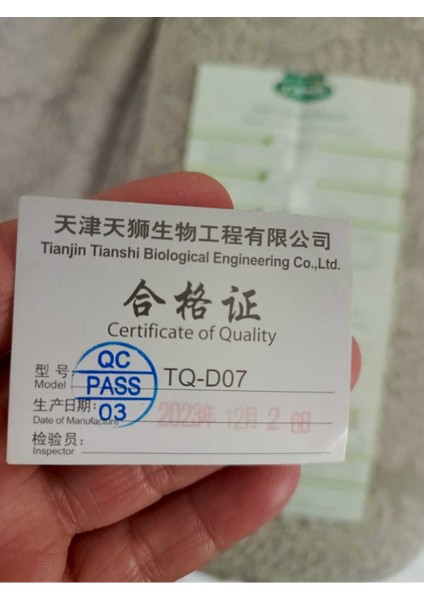 天津天狮生物工程有限公司
Tianjin Tianshi Biological Engineering Co.,Ltd.
合格证
Certificate of Quality
型号:
Model
TQ-D07
QC
PASS
03
生产日期:
Date of Manufacture
2023年 12月 2 日
检验员:
Inspector